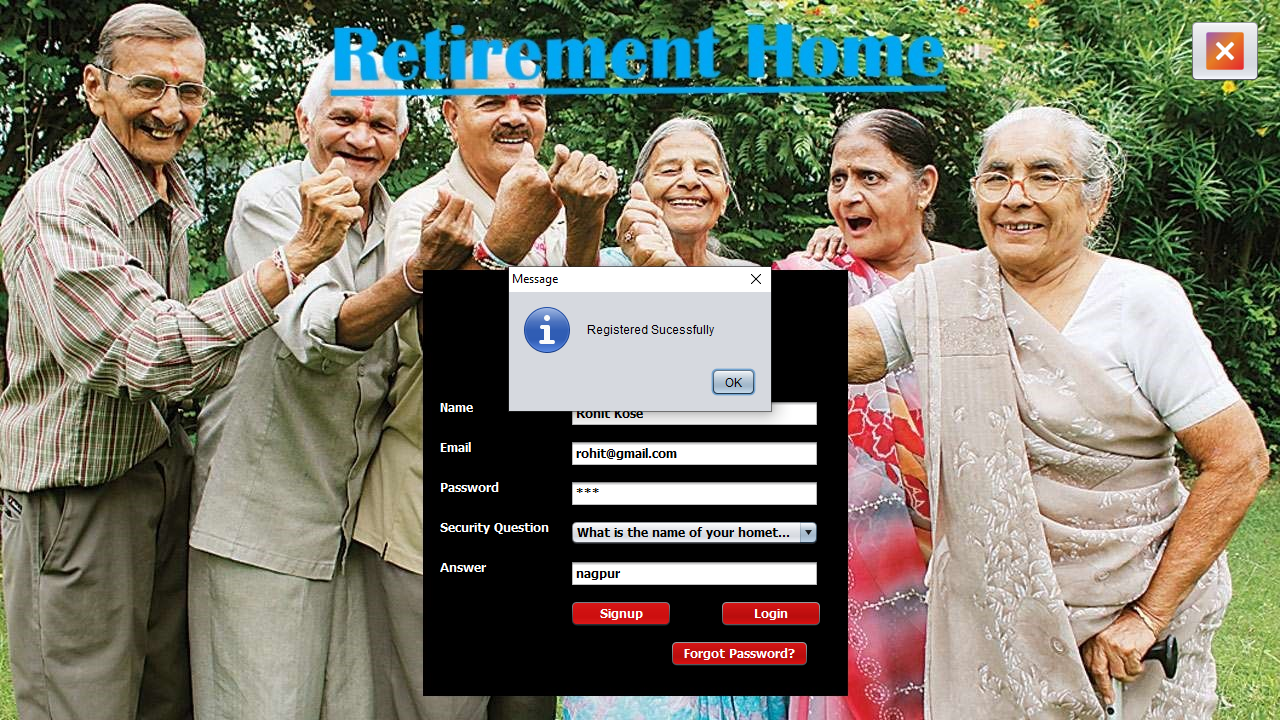 Retirement Home
Message
Registered Sucessfully
OK
Name
Rohit Kose
Email
rohit@gmail.com
Password
***
Security Question
What is the name of your homet...
Answer
nagpur
Signup
Login
Forgot Password?